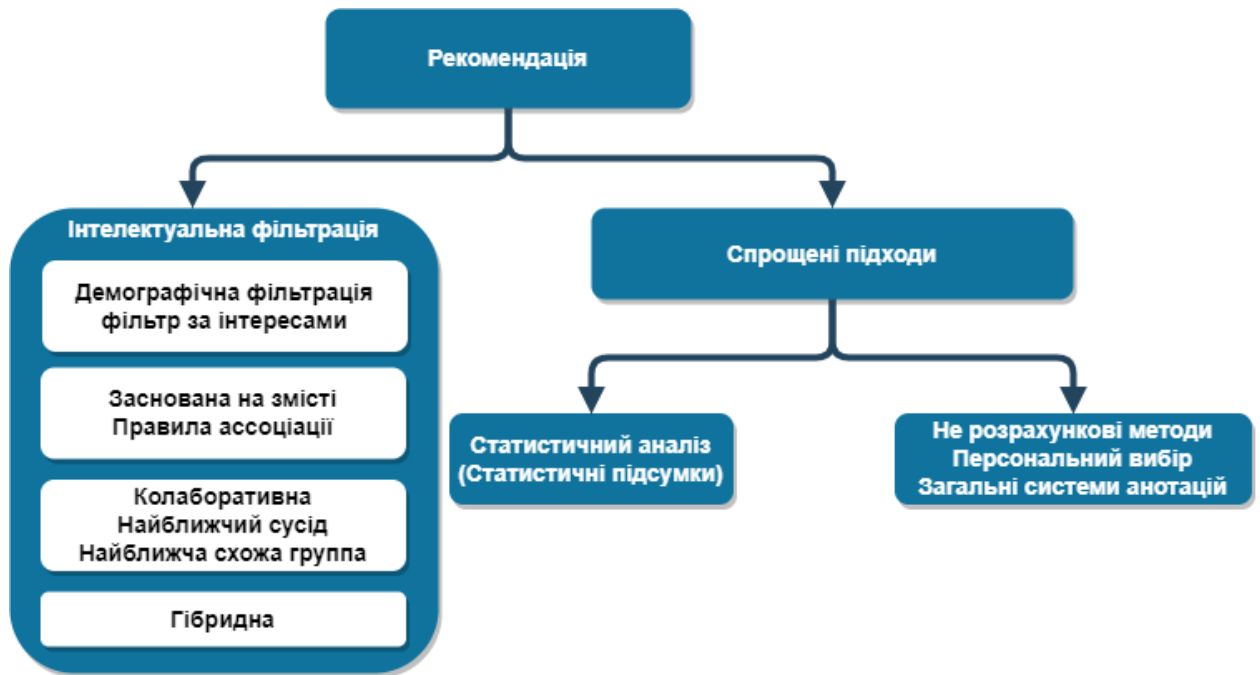 Рекомендація
Інтелектуальна фільтрація
Демографічна фільтрація
фільтр за інтересами
Заснована на змісті
Правила ассоціації
Колаборативна
Найближчий сусід
Найближча схожа группа
Гібридна
Спрощені підходи
Статистичний аналіз
(Статистичні підсумки)
Не розрахункові методи
Персональний вибір
Загальні системи анотацій